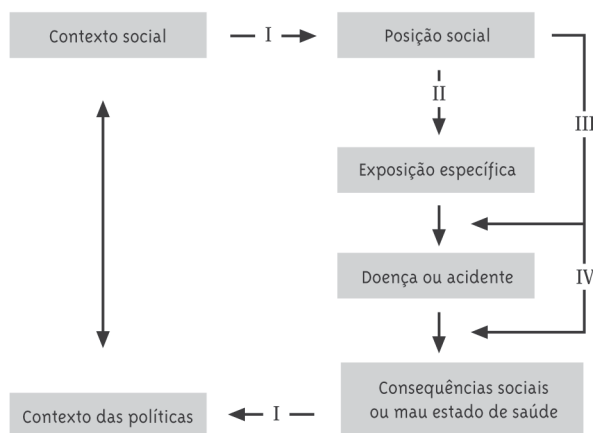 Contexto social
I
Posição social
II
III
Exposição específica
Doença ou acidente
IV
Consequências sociais
ou mau estado de saúde
I
Contexto das políticas